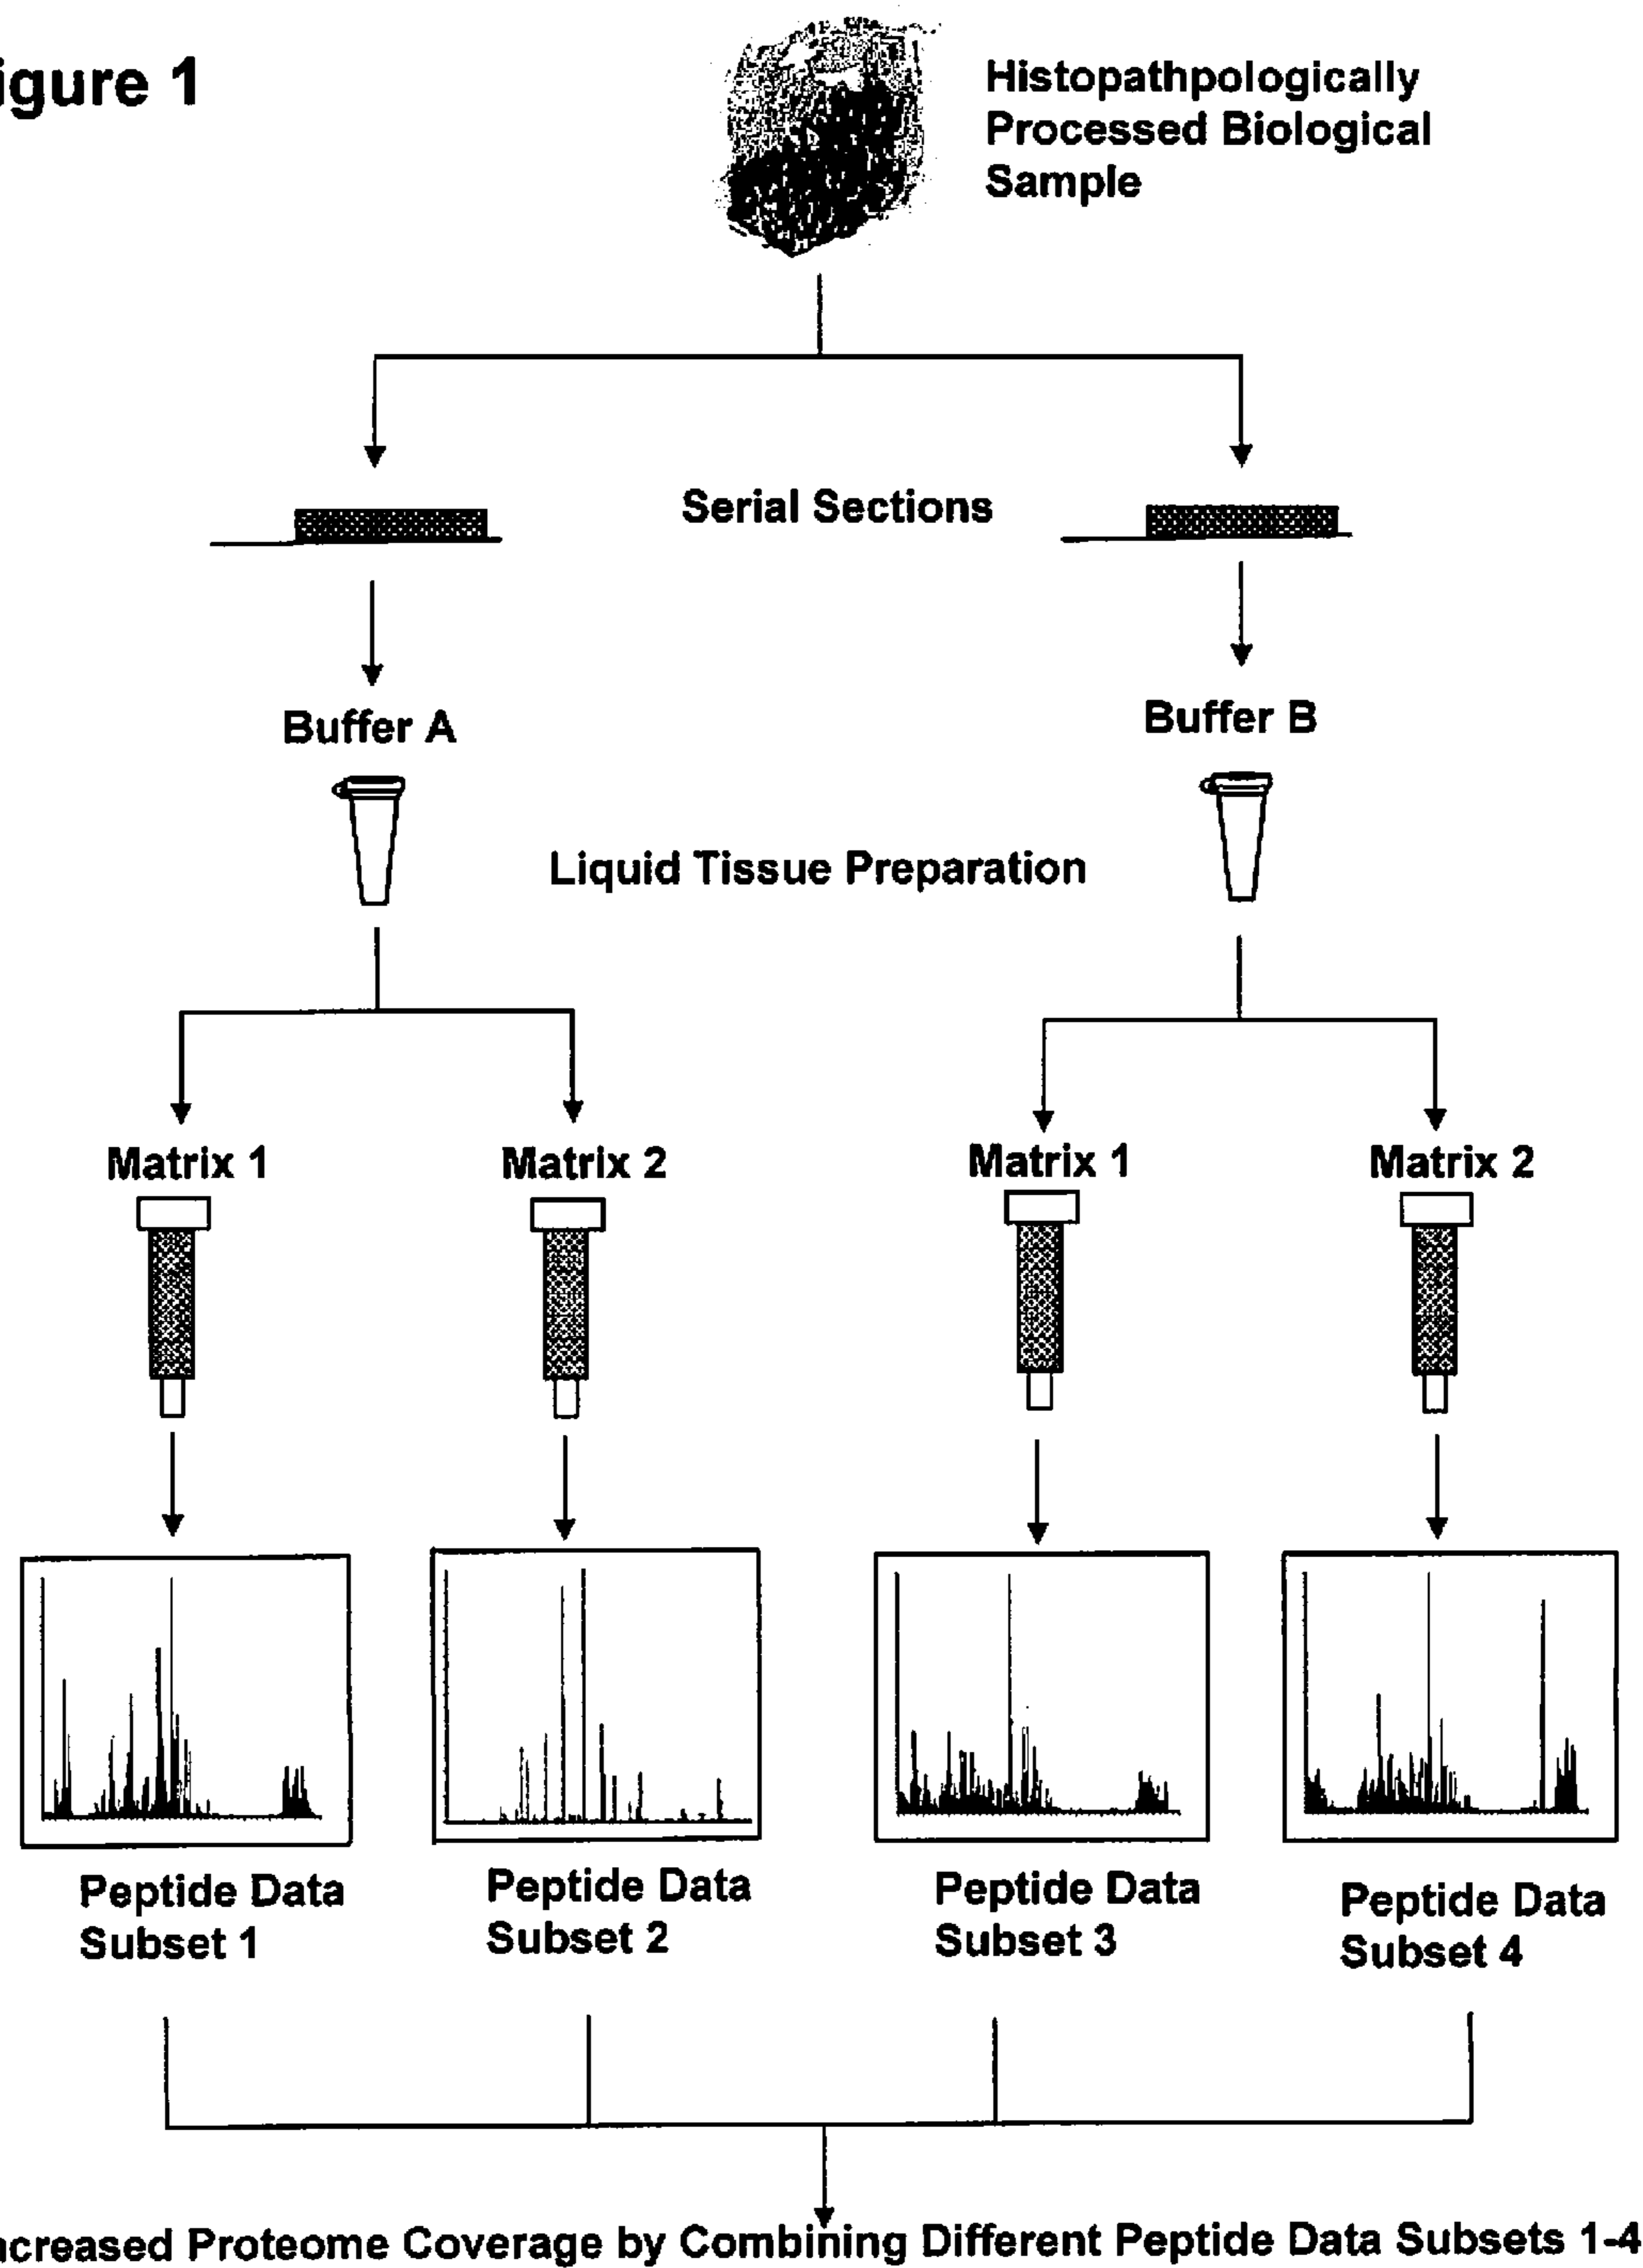 igure 1
Histopathpologically
Processed Biological
Sample
Serial Sections
Buffer A
Buffer B
Liquid Tissue Preparation
Matrix 1
Matrix 2
Matrix 1
Matrix 2
Peptide Data
Subset 1
Peptide Data
Subset 2
Peptide Data
Subset 3
Peptide Data
Subset 4
ncreased Proteome Coverage by Combining Different Peptide Data Subsets 1-4